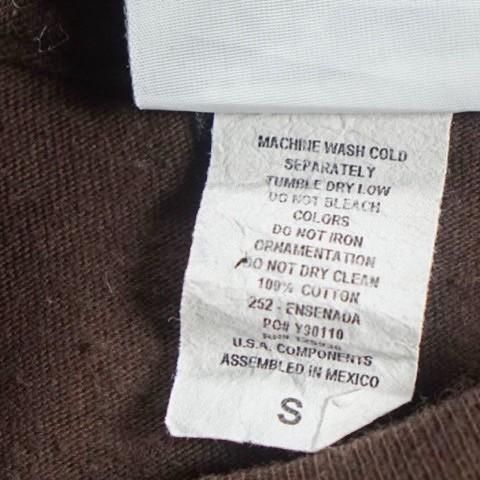 MACHINE WASH COLD
SEPARATELY
TUMBLE DRY LOW
DO NOT BLEACH
COLORS
DO NOT IRON
ORNAMENTATION
DO NOT DRY CLEAN
100% COTTON
252 - ENSENADA
PO# Y90110
U.S.A. COMPONENTS
ASSEMBLED IN MEXICO
S